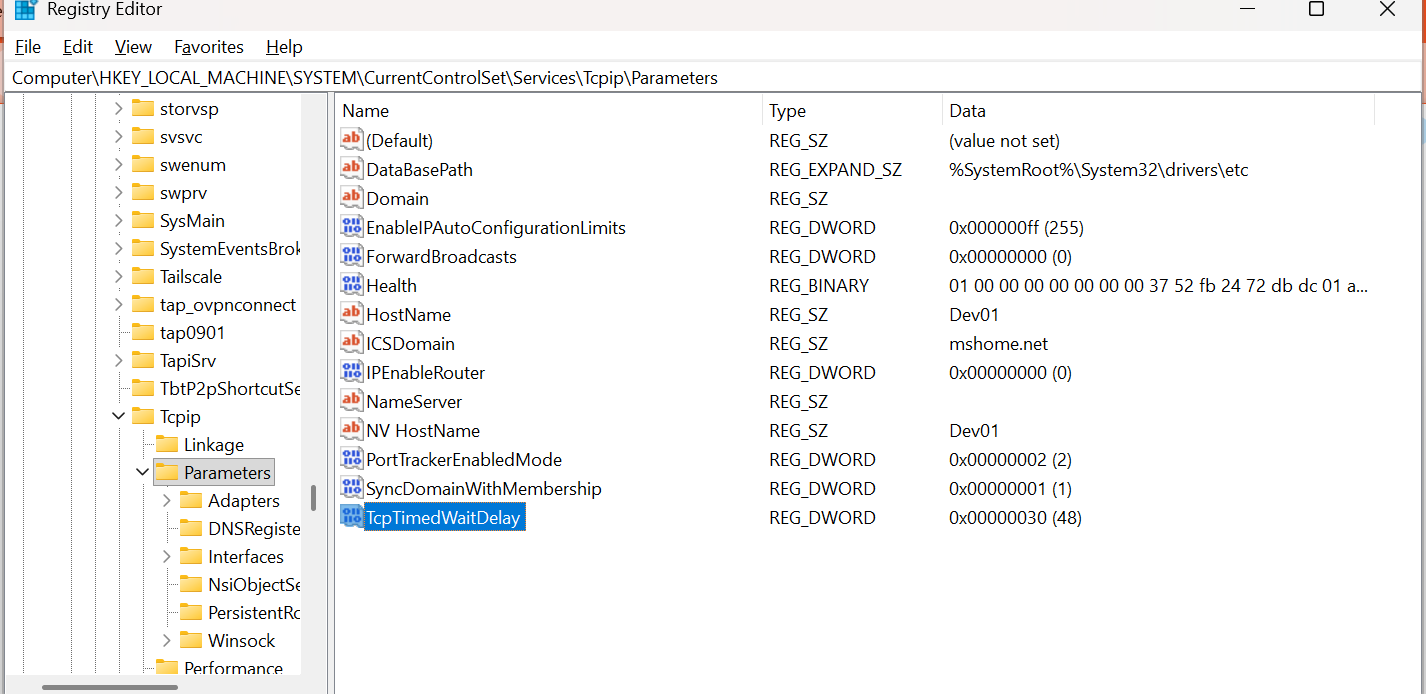 Registry Editor
File Edit View Favorites Help
Computer\HKEY_LOCAL_MACHINE\SYSTEM\CurrentControlSet\Services\Tcpip\Parameters
storvsp
svsvc
swenum
swprv
SysMain
SystemEventsBrok
Tailscale
tap_ovpnconnect
tap0901
TapiSrv
TbtP2pShortcutSe
Tcpip
Linkage
Parameters
Adapters
DNSRegiste
Interfaces
NsiObjectSe
PersistentRo
Winsock
Performance
Name Type Data
(Default) REG_SZ (value not set)
DataBasePath REG_EXPAND_SZ %SystemRoot%\System32\drivers\etc
Domain REG_SZ
EnableIPAutoConfigurationLimits REG_DWORD 0x000000ff (255)
ForwardBroadcasts REG_DWORD 0x00000000 (0)
Health REG_BINARY 01 00 00 00 00 00 00 00 37 52 fb 24 72 db dc 01 a...
HostName REG_SZ Dev01
ICSDomain REG_SZ mshome.net
IPEnableRouter REG_DWORD 0x00000000 (0)
NameServer REG_SZ
NV HostName REG_SZ Dev01
PortTrackerEnabledMode REG_DWORD 0x00000002 (2)
SyncDomainWithMembership REG_DWORD 0x00000001 (1)
TcpTimedWaitDelay REG_DWORD 0x00000030 (48)